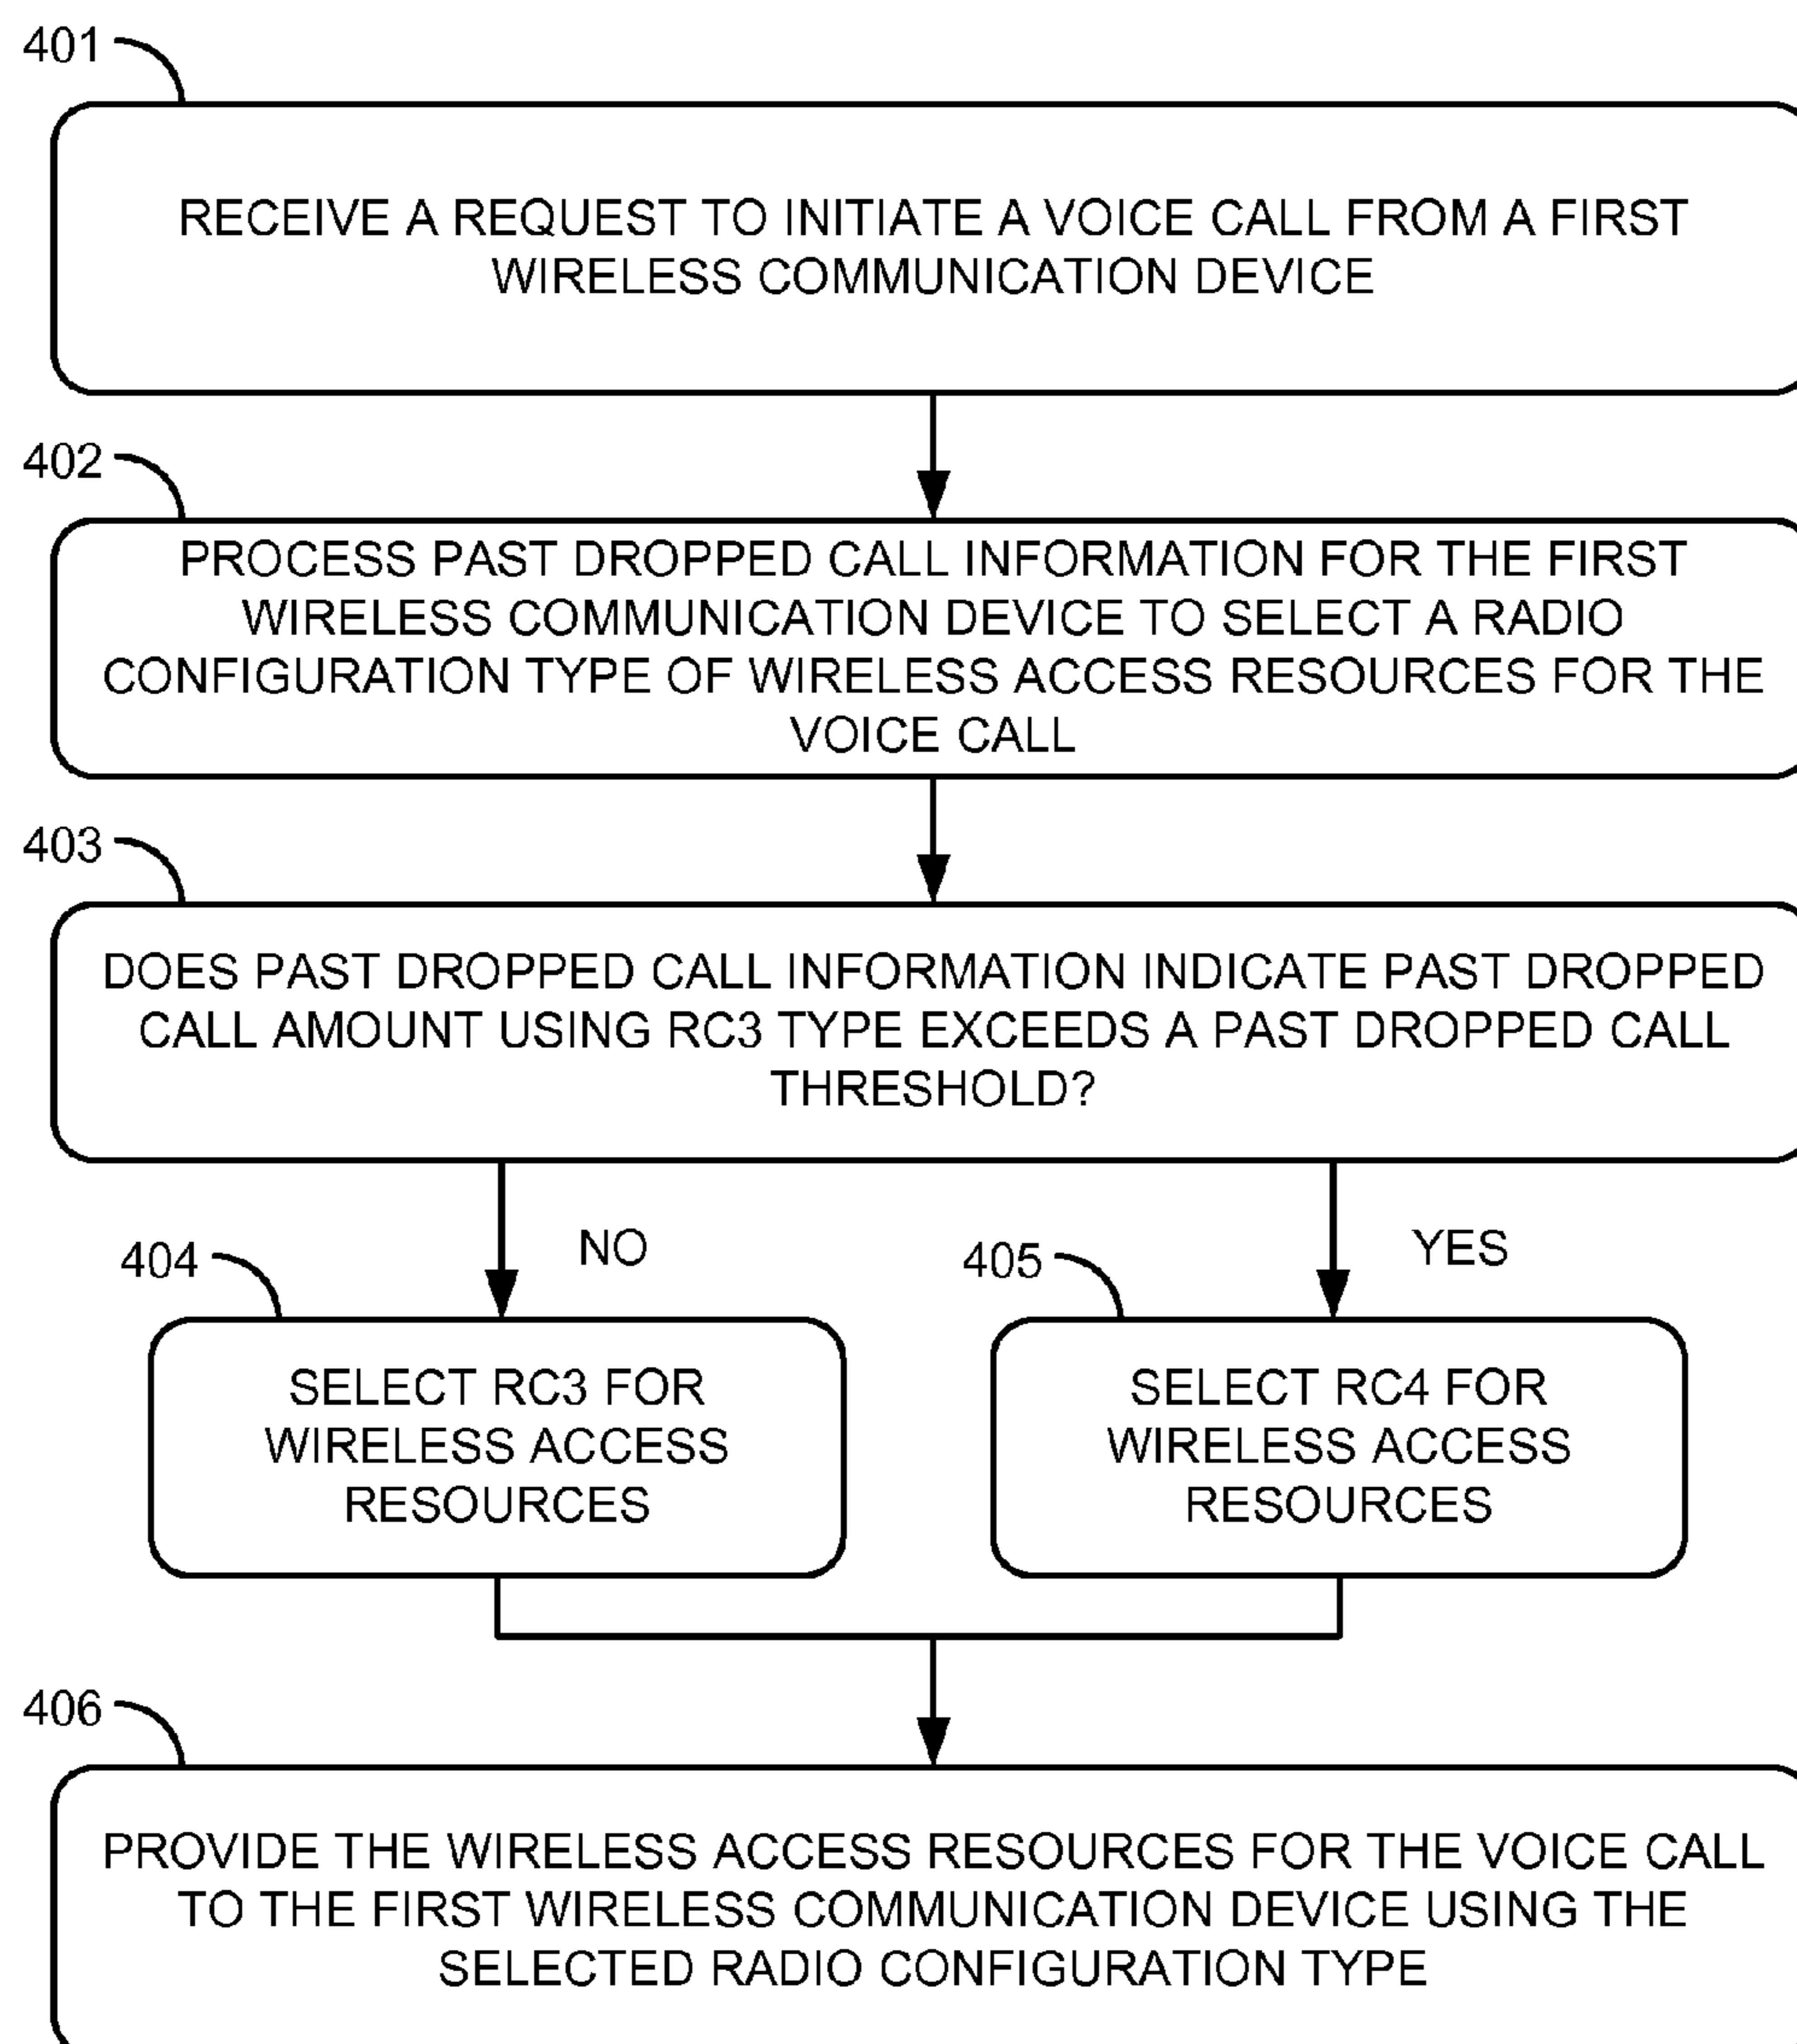 401
RECEIVE A REQUEST TO INITIATE A VOICE CALL FROM A FIRST
WIRELESS COMMUNICATION DEVICE
402
PROCESS PAST DROPPED CALL INFORMATION FOR THE FIRST
WIRELESS COMMUNICATION DEVICE TO SELECT A RADIO
CONFIGURATION TYPE OF WIRELESS ACCESS RESOURCES FOR THE
VOICE CALL
403
DOES PAST DROPPED CALL INFORMATION INDICATE PAST DROPPED
CALL AMOUNT USING RC3 TYPE EXCEEDS A PAST DROPPED CALL
THRESHOLD?
NO
YES
404
SELECT RC3 FOR
WIRELESS ACCESS
RESOURCES
405
SELECT RC4 FOR
WIRELESS ACCESS
RESOURCES
406
PROVIDE THE WIRELESS ACCESS RESOURCES FOR THE VOICE CALL
TO THE FIRST WIRELESS COMMUNICATION DEVICE USING THE
SELECTED RADIO CONFIGURATION TYPE